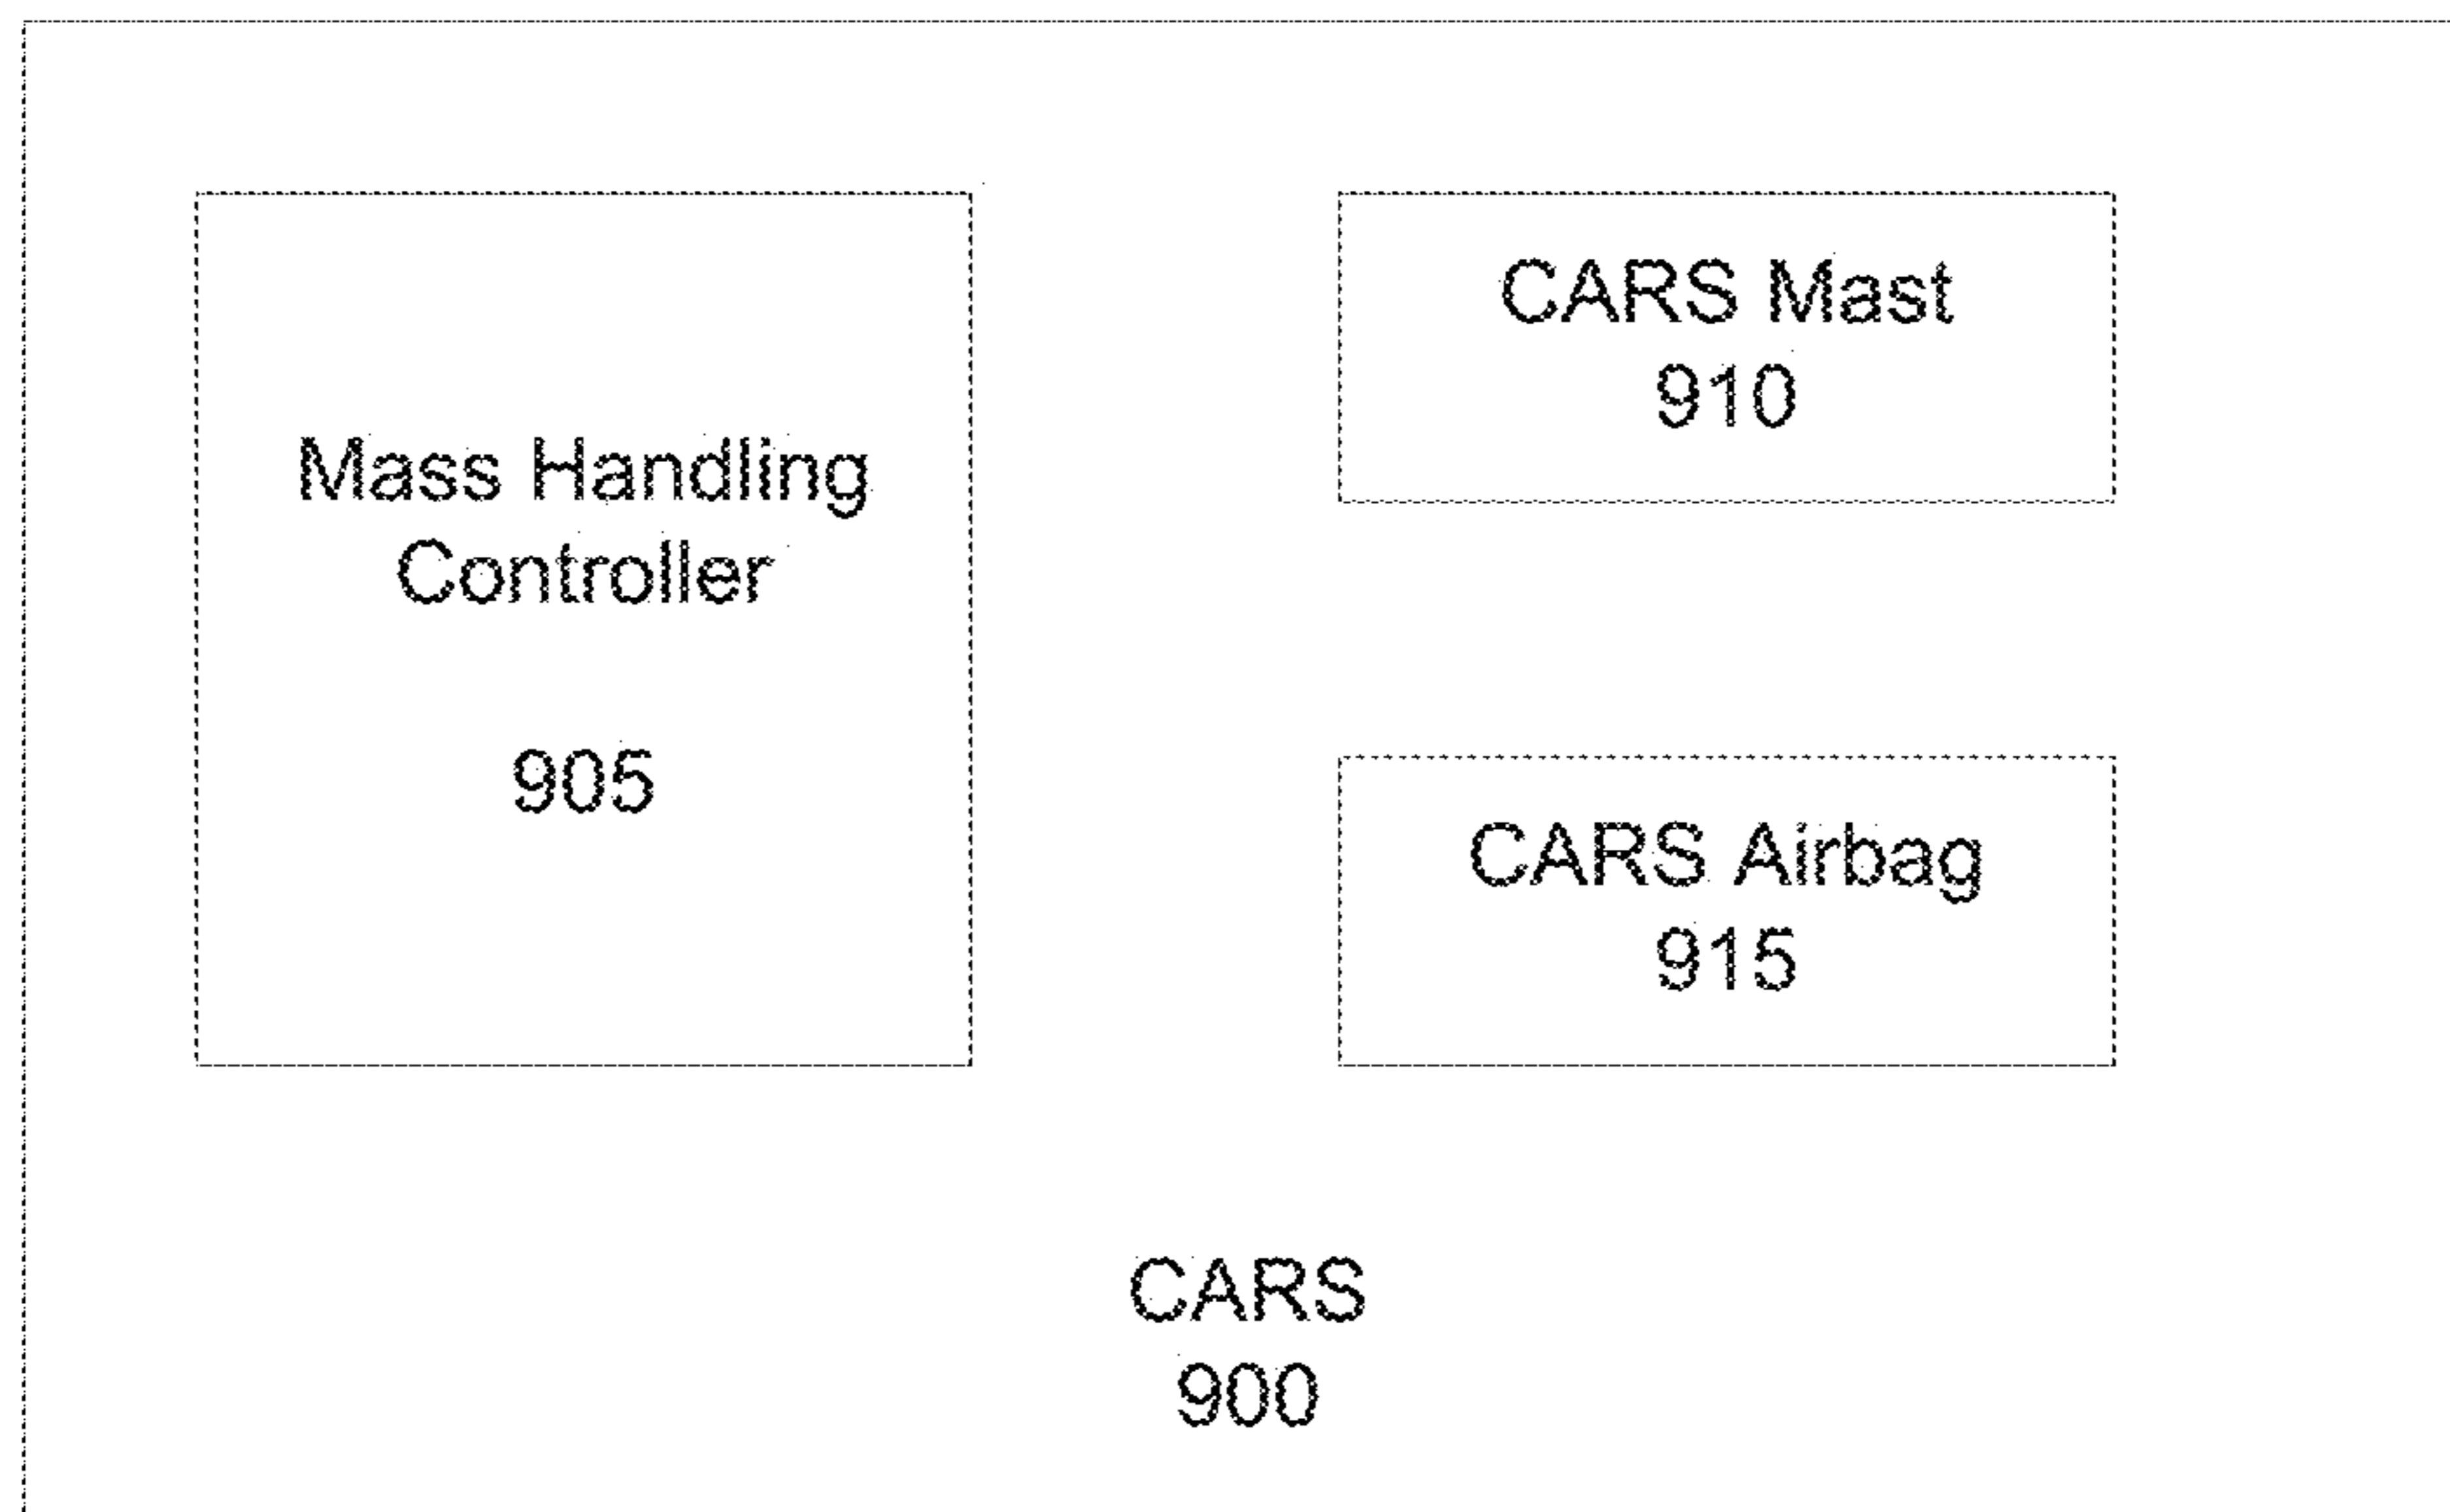 Mass Handling
Controller
905
CARS Mast
910
CARS Airbag
915
CARS
900